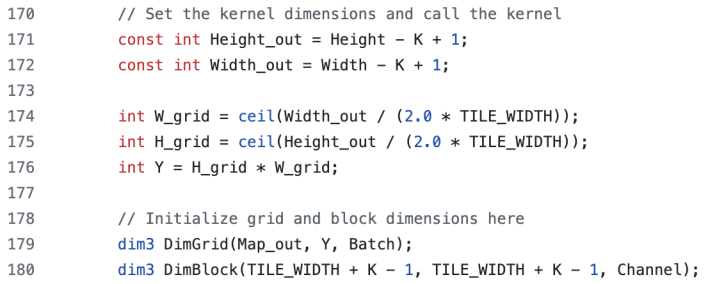 170 // Set the kernel dimensions and call the kernel
171 const int Height_out = Height - K + 1;
172 const int Width_out = Width - K + 1;
173
174 int W_grid = ceil(Width_out / (2.0 * TILE_WIDTH));
175 int H_grid = ceil(Height_out / (2.0 * TILE_WIDTH));
176 int Y = H_grid * W_grid;
177
178 // Initialize grid and block dimensions here
179 dim3 DimGrid(Map_out, Y, Batch);
180 dim3 DimBlock(TILE_WIDTH + K - 1, TILE_WIDTH + K - 1, Channel);